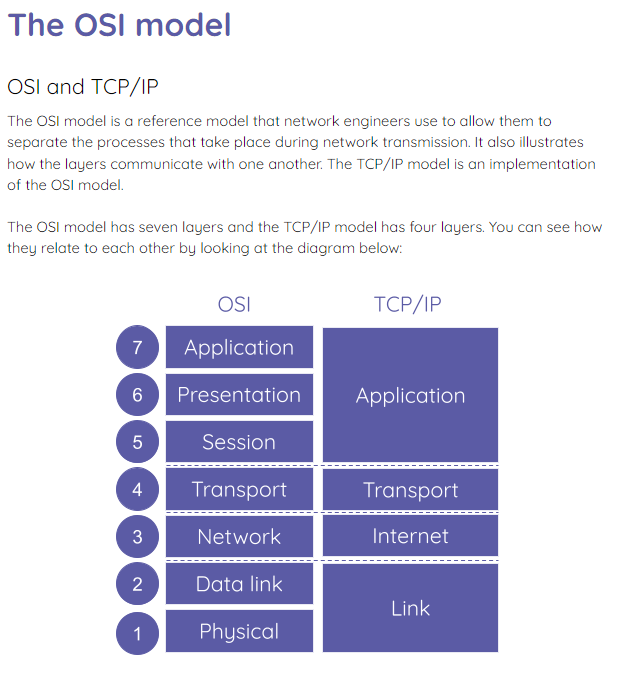 The OSI model
OSI and TCP/IP
The OSI model is a reference model that network engineers use to allow them to
separate the processes that take place during network transmission. It also illustrates
how the layers communicate with one another. The TCP/IP model is an implementation
of the OSI model.
The OSI model has seven layers and the TCP/IP model has four layers. You can see how
they relate to each other by looking at the diagram below:
OSI TCP/IP
7 Application
6 Presentation Application
5 Session
4 Transport Transport
3 Network Internet
2 Data link
Link
1 Physical